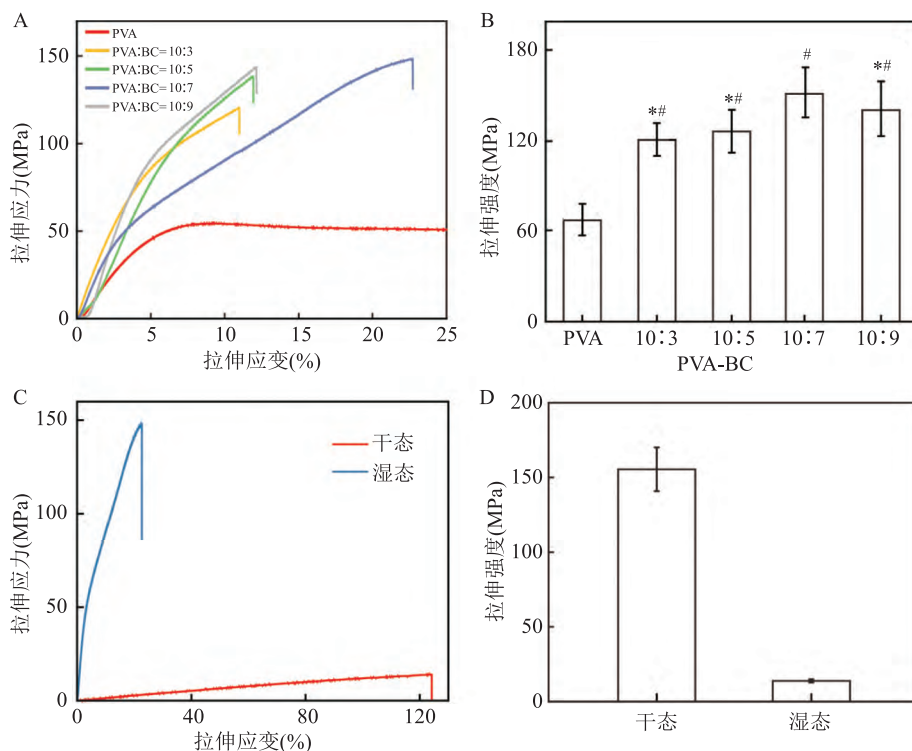 A
PVA
PVA:BC=10:3
PVA:BC=10:5
PVA:BC=10:7
PVA:BC=10:9
150
100
50
0
拉伸应力(MPa)
0 5 10 15 20 25
拉伸应变(%)
B
180
120
60
0
拉伸强度(MPa)
*# *# # *#
PVA 10:3 10:5 10:7 10:9
PVA-BC
C
干态
湿态
150
100
50
0
拉伸应力(MPa)
0 40 80 120
拉伸应变(%)
D
200
150
100
50
0
拉伸强度(MPa)
干态 湿态